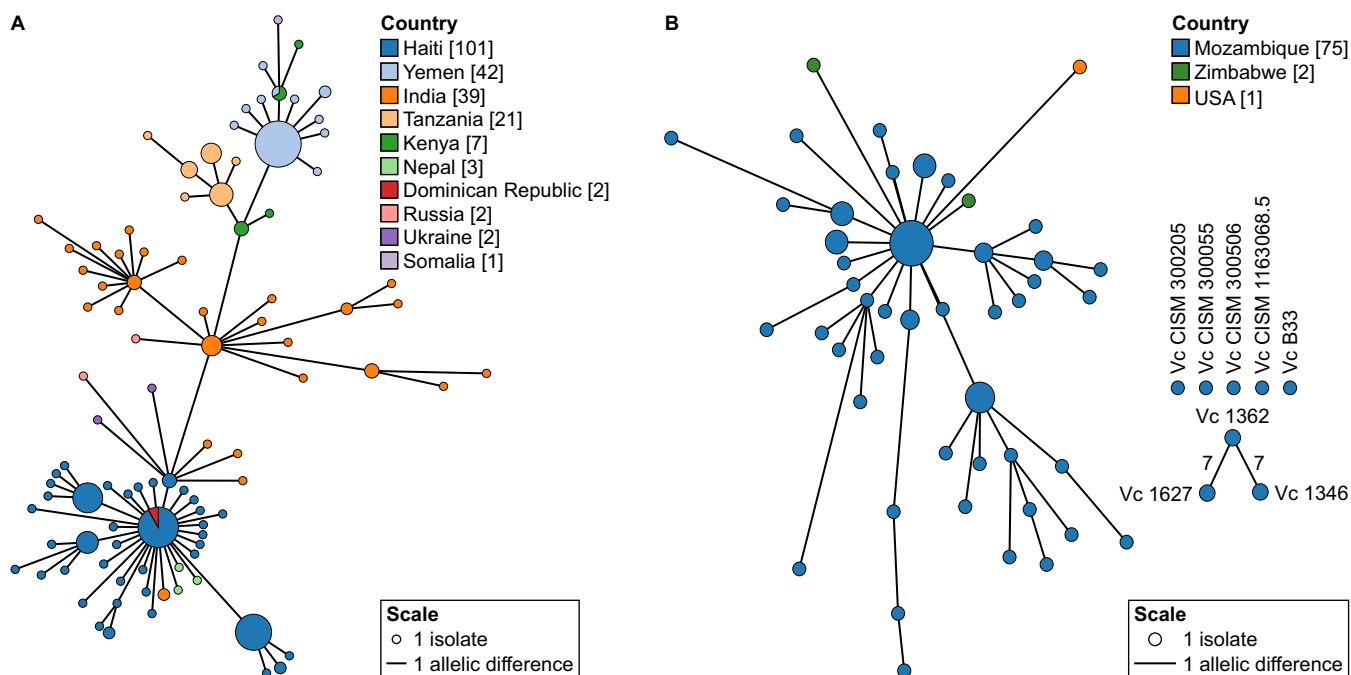 A
Country
Haiti [101]
Yemen [42]
India [39]
Tanzania [21]
Kenya [7]
Nepal [3]
Dominican Republic [2]
Russia [2]
Ukraine [2]
Somalia [1]
Scale
1 isolate
1 allelic difference
B
Country
Mozambique [75]
Zimbabwe [2]
USA [1]
Vc CISM 300205
Vc CISM 300055
Vc CISM 300506
Vc CISM 1163068.5
Vc B33
Vc 1362
7
7
Vc 1627
Vc 1346
Scale
1 isolate
1 allelic difference